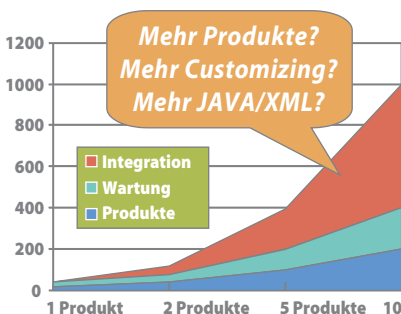 Mehr Produkte?
Mehr Customizing?
Mehr JAVA/XML?
1200
1000
800
600
400
200
0
Integration
Wartung
Produkte
1 Produkt 2 Produkte 5 Produkte 10